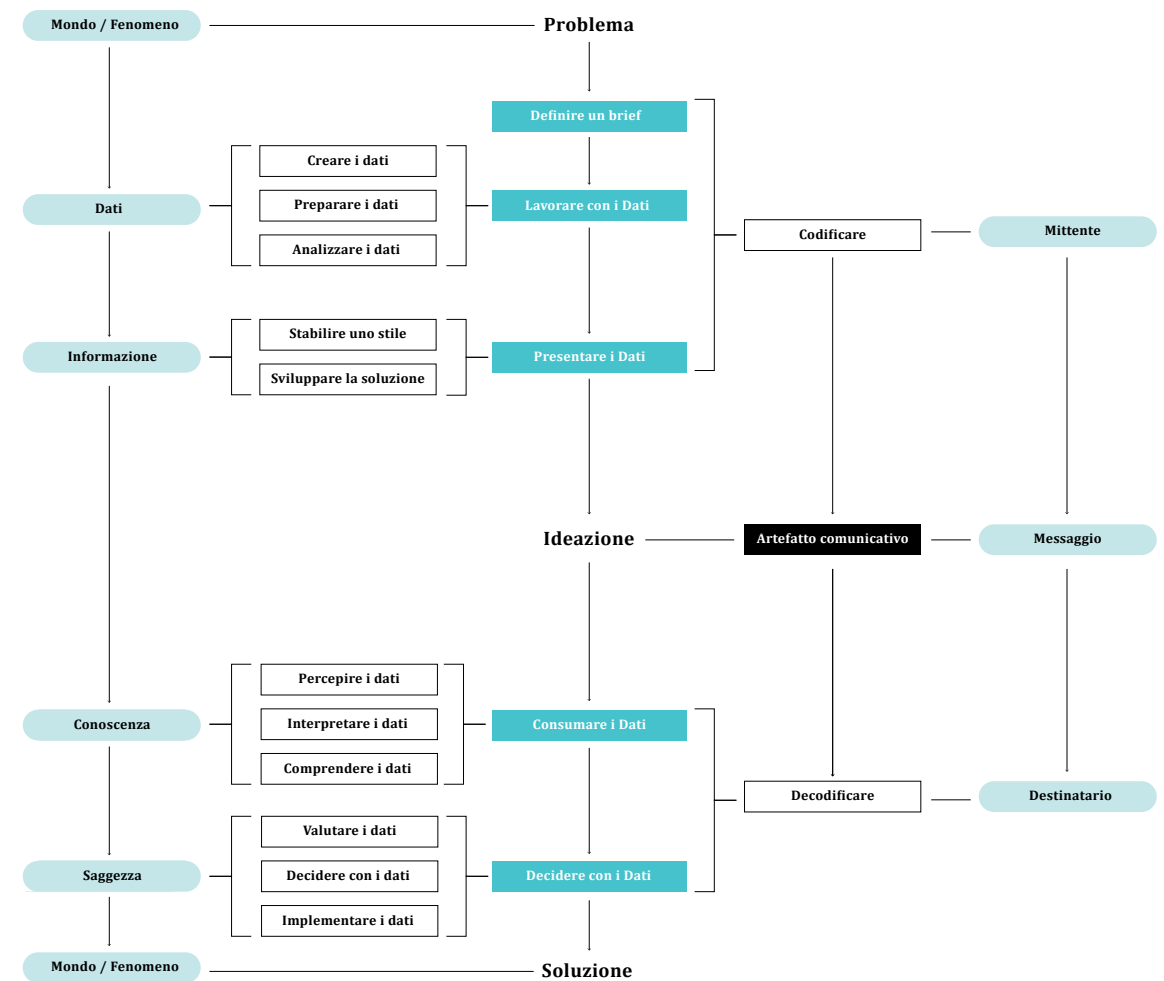 Mondo / Fenomeno
Problema
Definire un brief
Creare i dati
Dati
Preparare i dati
Lavorare con i Dati
Analizzare i dati
Codificare
Mittente
Stabilire uno stile
Informazione
Presentare i Dati
Sviluppare la soluzione
Ideazione
Artefatto comunicativo
Messaggio
Percepire i dati
Conoscenza
Interpretare i dati
Consumare i Dati
Comprendere i dati
Decodificare
Destinatario
Valutare i dati
Saggezza
Decidere con i dati
Decidere con i Dati
Implementare i dati
Mondo / Fenomeno
Soluzione